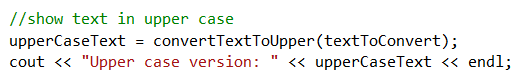 //show text in upper case
upperCaseText = convertTextToUpper(textToConvert);
cout << "Upper case version: " << upperCaseText << endl;